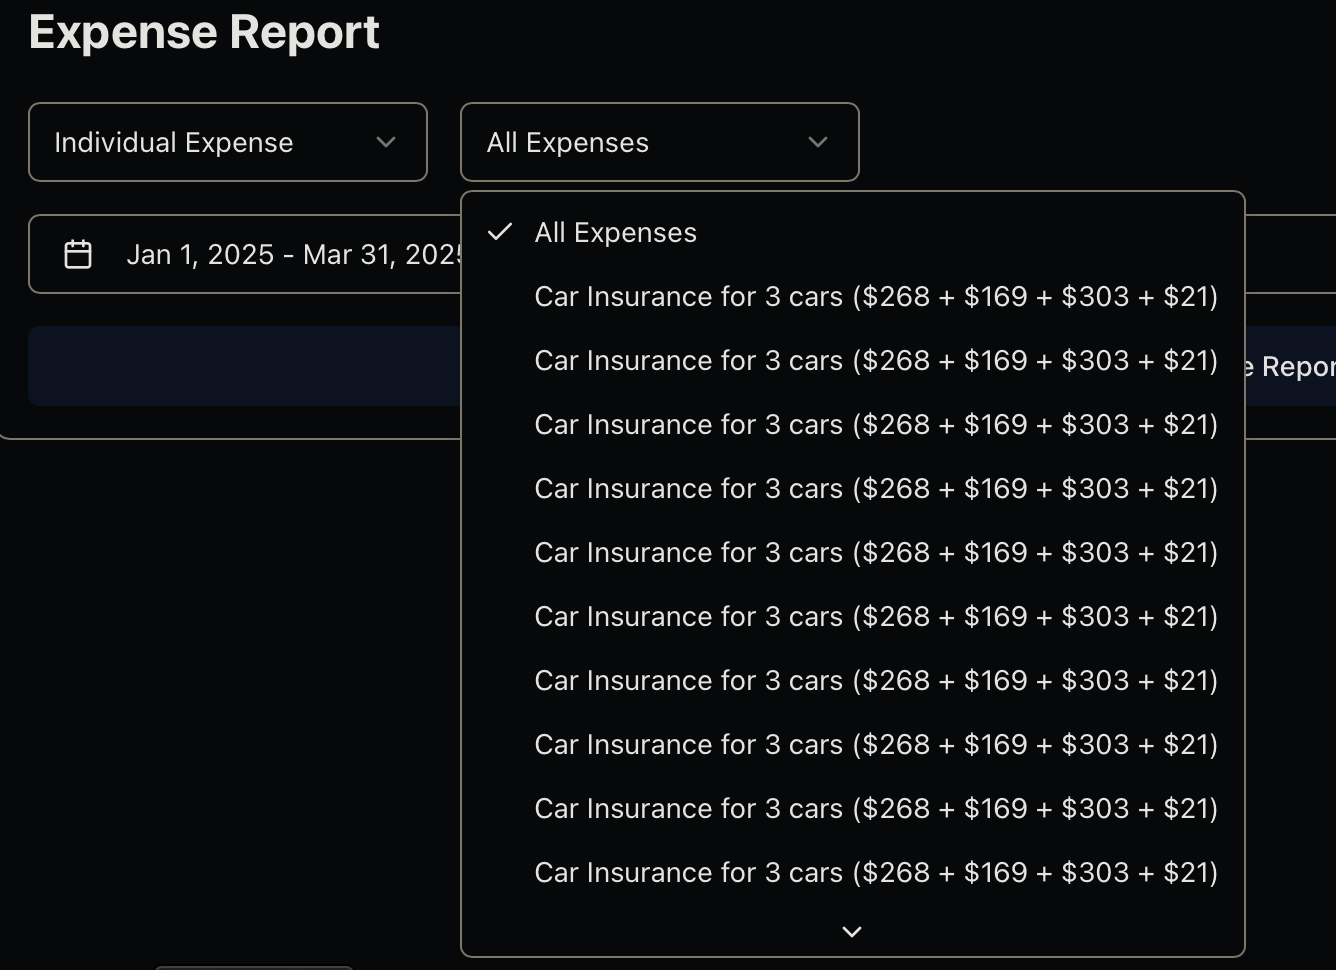 Expense Report
Individual Expense
All Expenses
Jan 1, 2025 - Mar 31, 2025
All Expenses
Car Insurance for 3 cars ($268 + $169 + $303 + $21)
Car Insurance for 3 cars ($268 + $169 + $303 + $21)
Car Insurance for 3 cars ($268 + $169 + $303 + $21)
Car Insurance for 3 cars ($268 + $169 + $303 + $21)
Car Insurance for 3 cars ($268 + $169 + $303 + $21)
Car Insurance for 3 cars ($268 + $169 + $303 + $21)
Car Insurance for 3 cars ($268 + $169 + $303 + $21)
Car Insurance for 3 cars ($268 + $169 + $303 + $21)
Car Insurance for 3 cars ($268 + $169 + $303 + $21)
Car Insurance for 3 cars ($268 + $169 + $303 + $21)